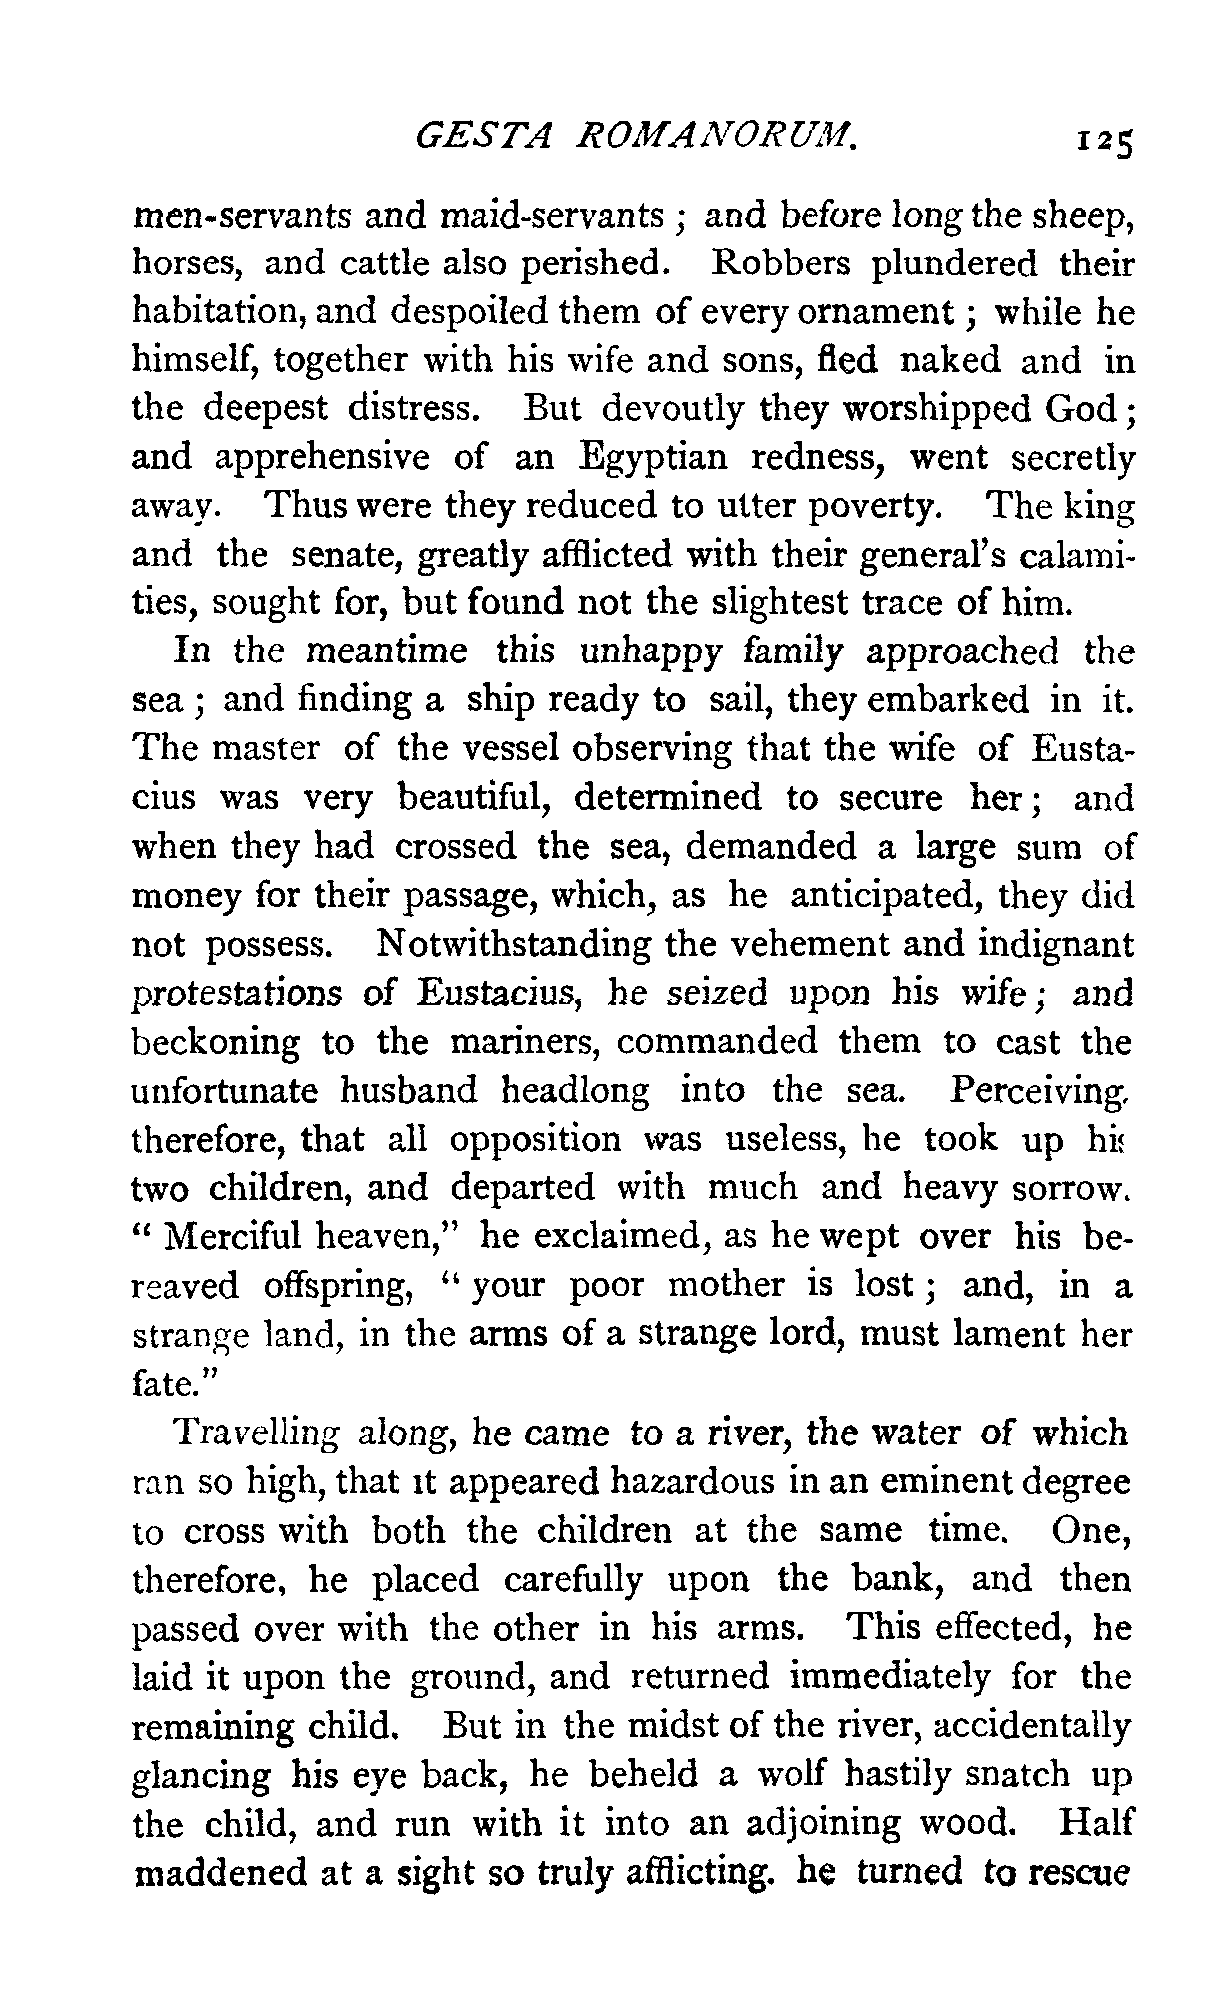 GESTA ROMANORUM. 125
men-servants and maid-servants ; and before long the sheep,
horses, and cattle also perished. Robbers plundered their
habitation, and despoiled them of every ornament ; while he
himself, together with his wife and sons, fled naked and in
the deepest distress. But devoutly they worshipped God ;
and apprehensive of an Egyptian redness, went secretly
away. Thus were they reduced to utter poverty. The king
and the senate, greatly afflicted with their general's calami-
ties, sought for, but found not the slightest trace of him.
In the meantime this unhappy family approached the
sea ; and finding a ship ready to sail, they embarked in it.
The master of the vessel observing that the wife of Eusta-
cius was very beautiful, determined to secure her ; and
when they had crossed the sea, demanded a large sum of
money for their passage, which, as he anticipated, they did
not possess. Notwithstanding the vehement and indignant
protestations of Eustacius, he seized upon his wife ; and
beckoning to the mariners, commanded them to cast the
unfortunate husband headlong into the sea. Perceiving,
therefore, that all opposition was useless, he took up his
two children, and departed with much and heavy sorrow.
" Merciful heaven," he exclaimed, as he wept over his be-
reaved offspring, " your poor mother is lost ; and, in a
strange land, in the arms of a strange lord, must lament her
fate."
Travelling along, he came to a river, the water of which
ran so high, that it appeared hazardous in an eminent degree
to cross with both the children at the same time. One,
therefore, he placed carefully upon the bank, and then
passed over with the other in his arms. This effected, he
laid it upon the ground, and returned immediately for the
remaining child. But in the midst of the river, accidentally
glancing his eye back, he beheld a wolf hastily snatch up
the child, and run with it into an adjoining wood. Half
maddened at a sight so truly afflicting. he turned to rescue